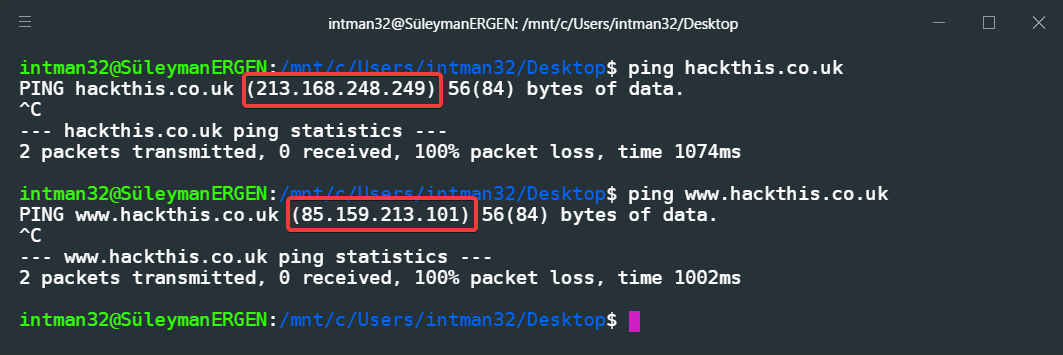 intman32@SüleymanERGEN: /mnt/c/Users/intman32/Desktop
intman32@SüleymanERGEN:/mnt/c/Users/intman32/Desktop$ ping hackthis.co.uk
PING hackthis.co.uk (213.168.248.249) 56(84) bytes of data.
^C
--- hackthis.co.uk ping statistics ---
2 packets transmitted, 0 received, 100% packet loss, time 1074ms
intman32@SüleymanERGEN:/mnt/c/Users/intman32/Desktop$ ping www.hackthis.co.uk
PING www.hackthis.co.uk (85.159.213.101) 56(84) bytes of data.
^C
--- www.hackthis.co.uk ping statistics ---
2 packets transmitted, 0 received, 100% packet loss, time 1002ms
intman32@SüleymanERGEN:/mnt/c/Users/intman32/Desktop$